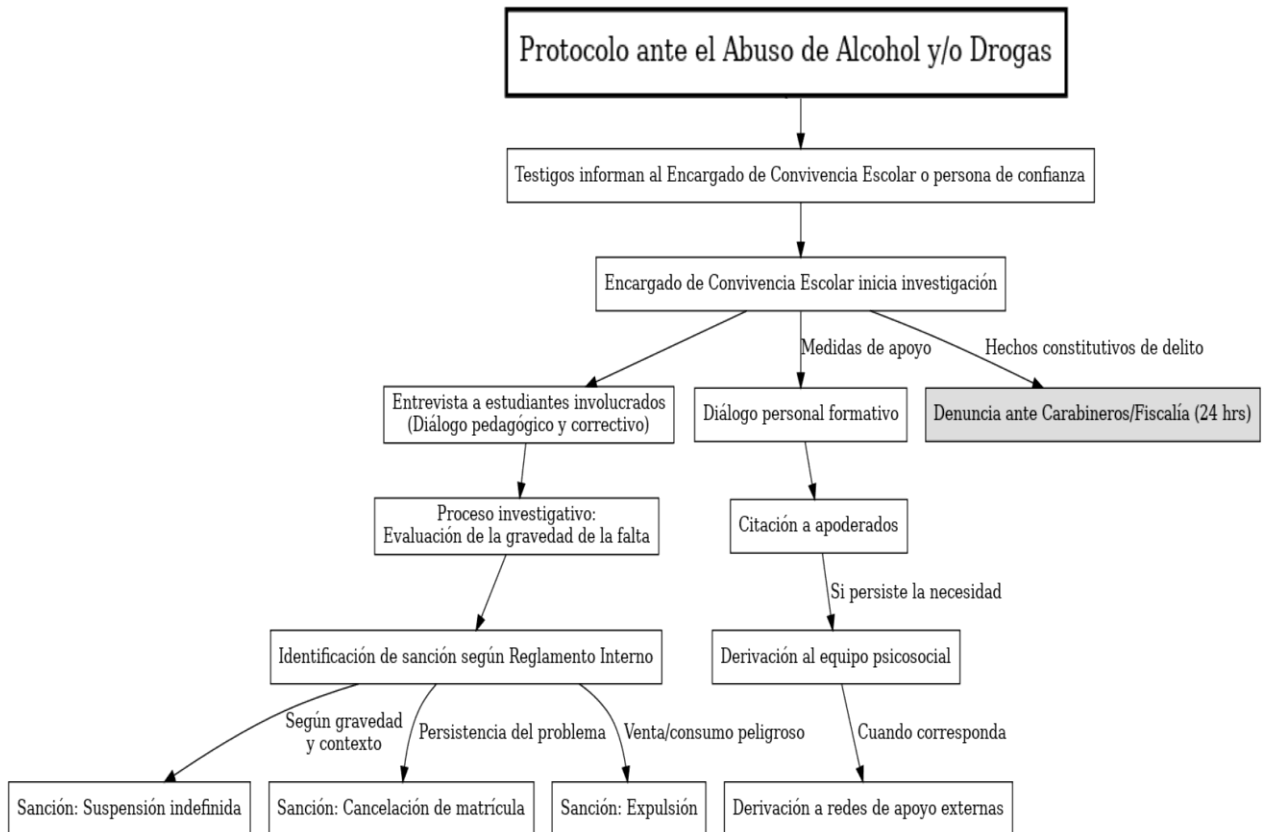 Protocolo ante el Abuso de Alcohol y/o Drogas
Testigos informan al Encargado de Convivencia Escolar o persona de confianza
Encargado de Convivencia Escolar inicia investigación
Medidas de apoyo
Hechos constitutivos de delito
Entrevista a estudiantes involucrados
(Diálogo pedagógico y correctivo)
Diálogo personal formativo
Denuncia ante Carabineros/Fiscalía (24 hrs)
Proceso investigativo:
Evaluación de la gravedad de la falta
Citación a apoderados
Si persiste la necesidad
Identificación de sanción según Reglamento Interno
Derivación al equipo psicosocial
Según gravedad
y contexto
Persistencia del problema
Venta/consumo peligroso
Cuando corresponda
Sanción: Suspensión indefinida
Sanción: Cancelación de matrícula
Sanción: Expulsión
Derivación a redes de apoyo externas